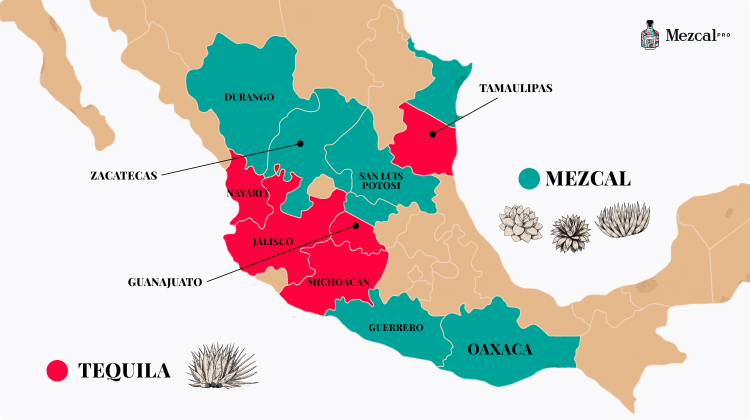 Mezcal PRO
TAMAULIPAS
DURANGO
ZACATECAS
SAN LUIS
POTOSI
MEZCAL
NAYARIT
JALISCO
GUANAJUATO
MICHOACAN
GUERRERO
OAXACA
TEQUILA